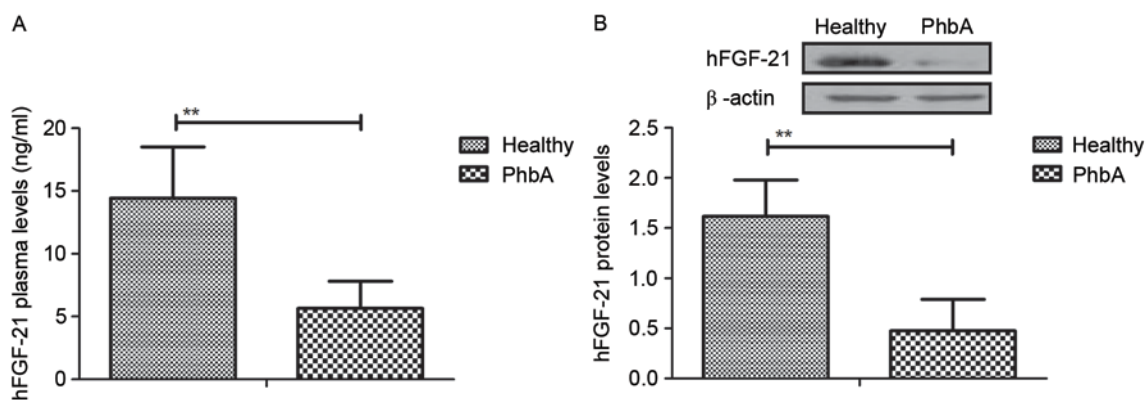 A
hFGF-21 plasma levels (ng/ml)
20
15
10
5
0
**
Healthy
PhbA
B
Healthy PhbA
hFGF-21
β -actin
hFGF-21 protein levels
2.5
2.0
1.5
1.0
0.5
0.0
**
Healthy
PhbA